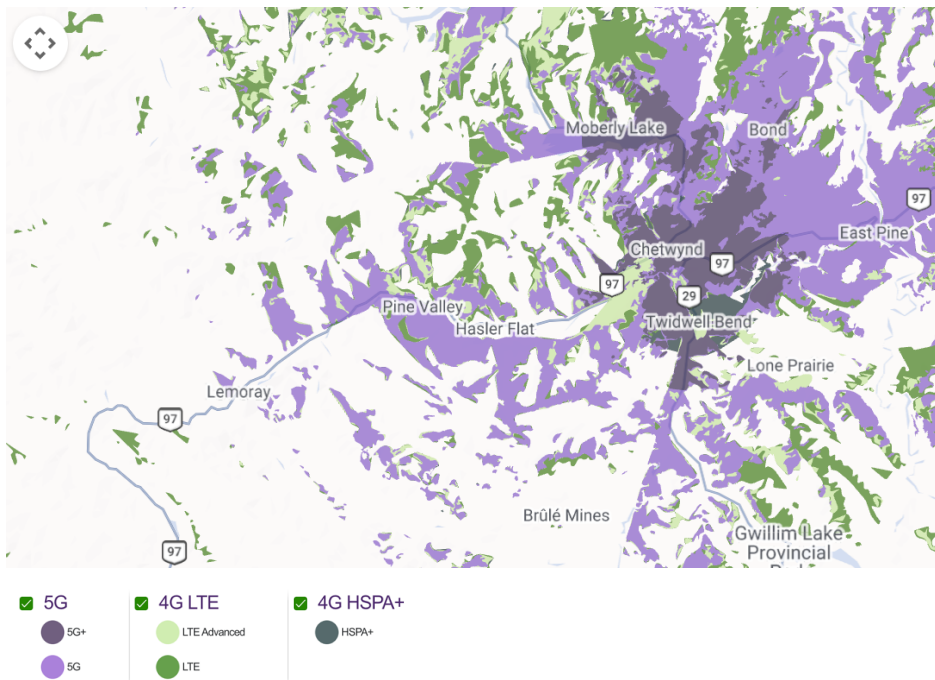 Moberly Lake
Bond
97
East Pine
Chetwynd
97
97
29
Pine Valley
Twidwell Bend
Hasler Flat
Lone Prairie
Lemoray
97
Brûlé Mines
Gwillim Lake
Provincial
97
5G
4G LTE
4G HSPA+
5G+
LTE Advanced
HSPA+
5G
LTE